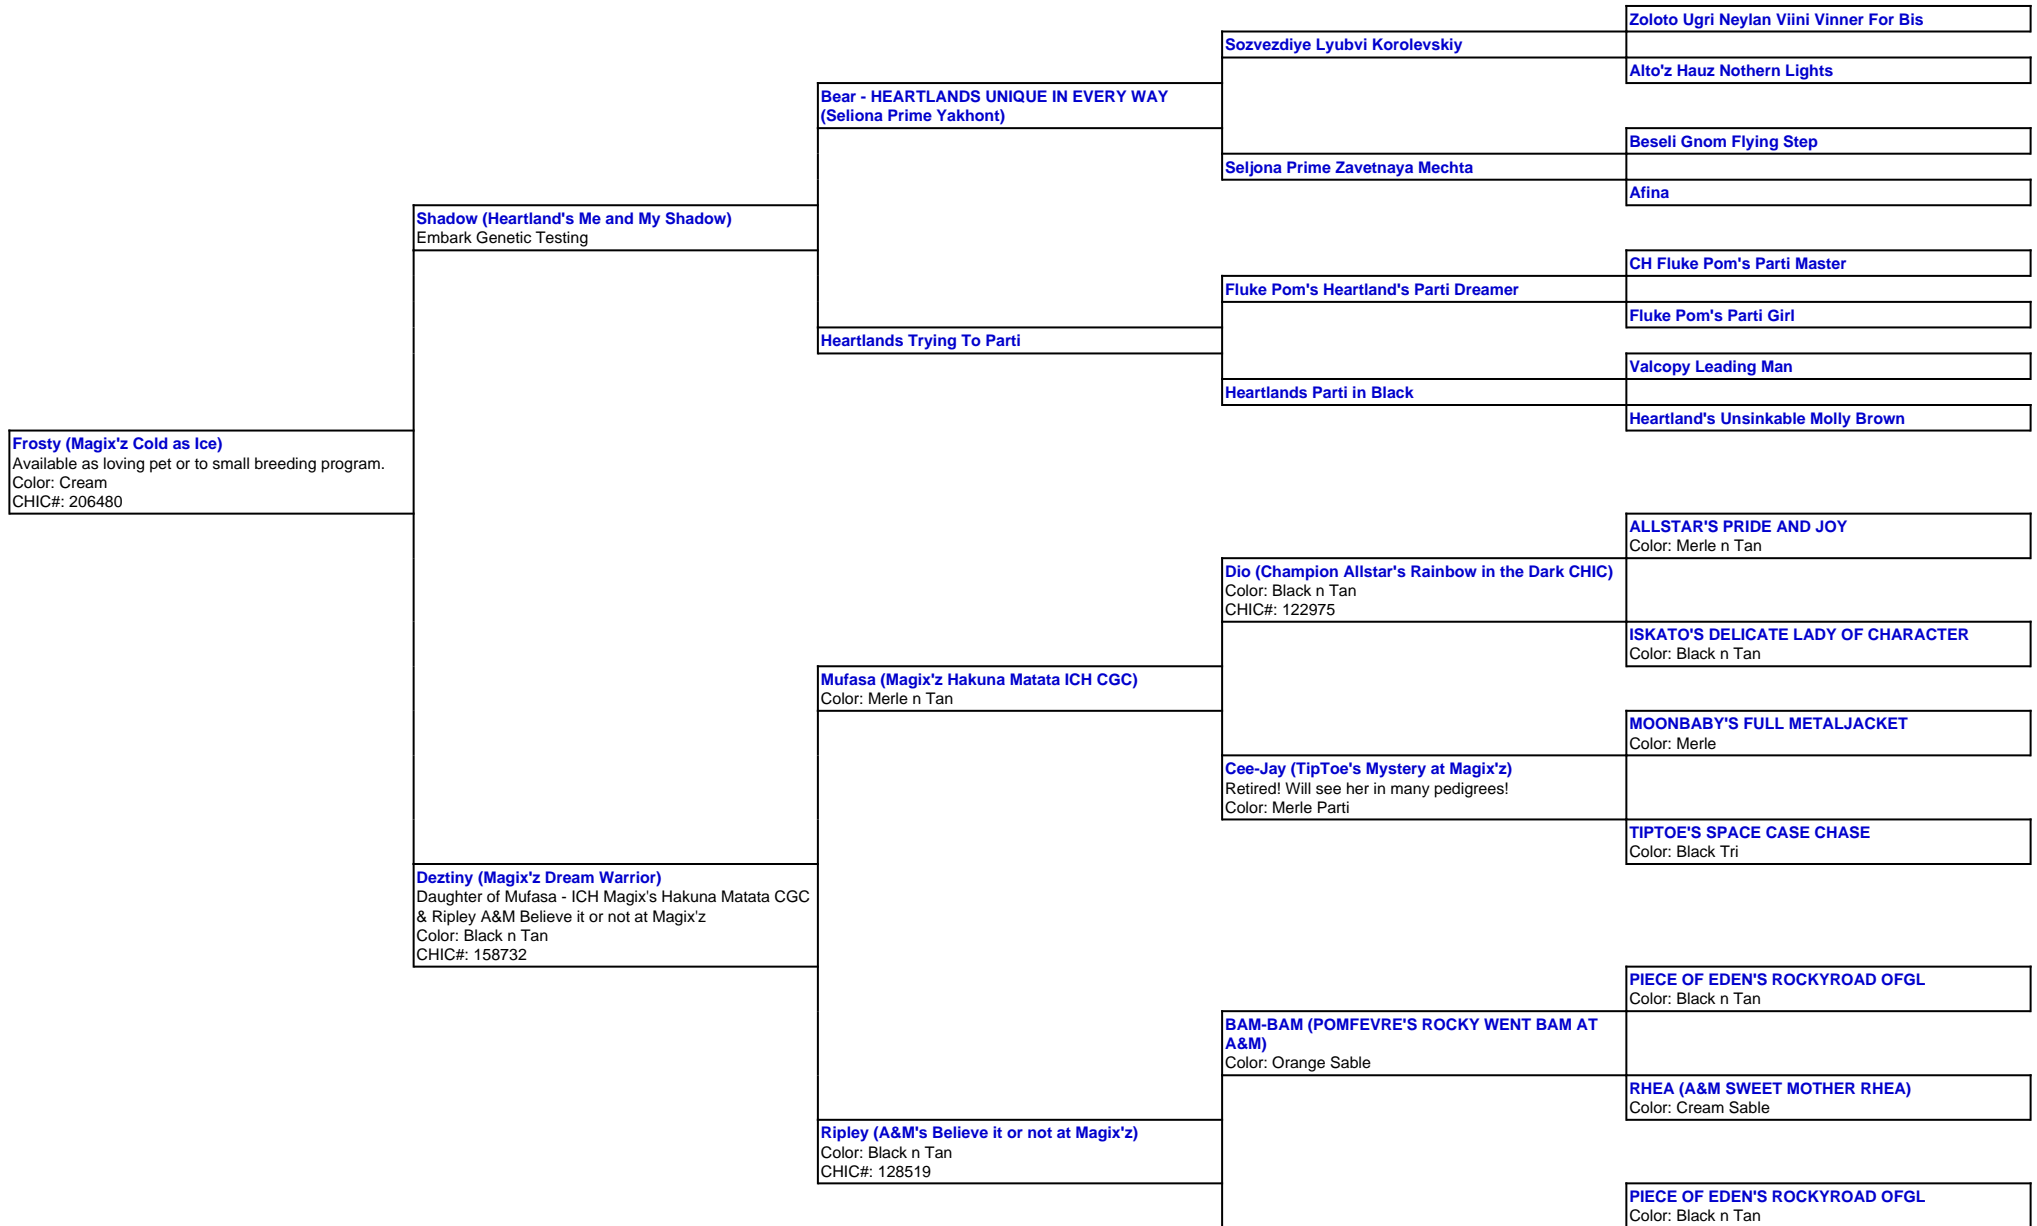 Zoloto Ugri Neylan Viini Vinner For Bis
Sozvezdiye Lyubvi Korolevskiy
Alto'z Hauz Nothern Lights
Bear - HEARTLANDS UNIQUE IN EVERY WAY
(Seliona Prime Yakhont)
Beseli Gnom Flying Step
Seljona Prime Zavetnaya Mechta
Afina
Shadow (Heartland's Me and My Shadow)
Embark Genetic Testing
CH Fluke Pom's Parti Master
Fluke Pom's Heartland's Parti Dreamer
Fluke Pom's Parti Girl
Heartlands Trying To Parti
Valcopy Leading Man
Heartlands Parti in Black
Heartland's Unsinkable Molly Brown
Frosty (Magix'z Cold as Ice)
Available as loving pet or to small breeding program.
Color: Cream
CHIC#: 206480
ALLSTAR'S PRIDE AND JOY
Color: Merle n Tan
Dio (Champion Allstar's Rainbow in the Dark CHIC)
Color: Black n Tan
CHIC#: 122975
ISKATO'S DELICATE LADY OF CHARACTER
Color: Black n Tan
Mufasa (Magix'z Hakuna Matata ICH CGC)
Color: Merle n Tan
MOONBABY'S FULL METALJACKET
Color: Merle
Cee-Jay (TipToe's Mystery at Magix'z)
Retired! Will see her in many pedigrees!
Color: Merle Parti
TIPTOE'S SPACE CASE CHASE
Color: Black Tri
Deztiny (Magix'z Dream Warrior)
Daughter of Mufasa - ICH Magix's Hakuna Matata CGC
& Ripley A&M Believe it or not at Magix'z
Color: Black n Tan
CHIC#: 158732
PIECE OF EDEN'S ROCKYROAD OFGL
Color: Black n Tan
BAM-BAM (POMFEVRE'S ROCKY WENT BAM AT
A&M)
Color: Orange Sable
RHEA (A&M SWEET MOTHER RHEA)
Color: Cream Sable
Ripley (A&M's Believe it or not at Magix'z)
Color: Black n Tan
CHIC#: 128519
PIECE OF EDEN'S ROCKYROAD OFGL
Color: Black n Tan